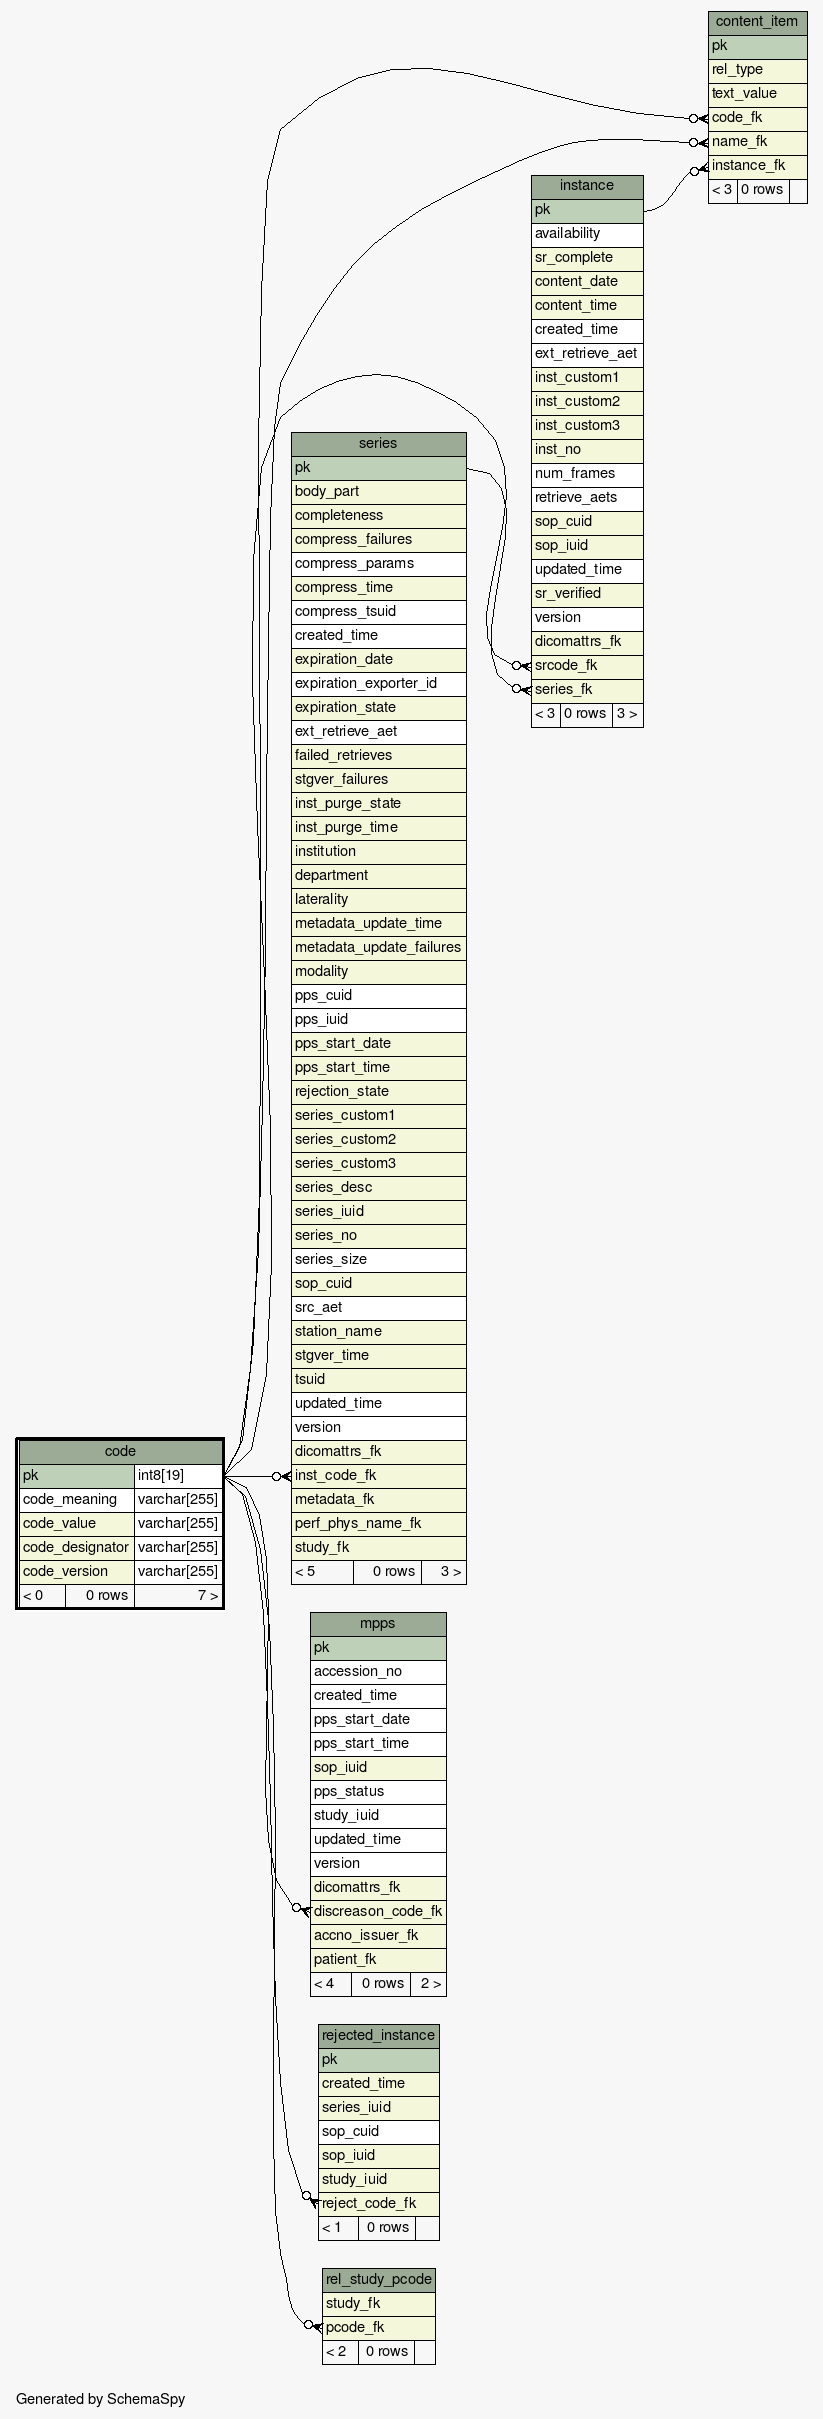 content_item
pk
rel_type
text_value
code_fk
name_fk
instance_fk
< 3 0 rows
instance
pk
availability
sr_complete
content_date
content_time
created_time
ext_retrieve_aet
inst_custom1
inst_custom2
inst_custom3
inst_no
num_frames
retrieve_aets
sop_cuid
sop_iuid
updated_time
sr_verified
version
dicomattrs_fk
srcode_fk
series_fk
< 3 0 rows 3 >
series
pk
body_part
completeness
compress_failures
compress_params
compress_time
compress_tsuid
created_time
expiration_date
expiration_exporter_id
expiration_state
ext_retrieve_aet
failed_retrieves
stgver_failures
inst_purge_state
inst_purge_time
institution
department
laterality
metadata_update_time
metadata_update_failures
modality
pps_cuid
pps_iuid
pps_start_date
pps_start_time
rejection_state
series_custom1
series_custom2
series_custom3
series_desc
series_iuid
series_no
series_size
sop_cuid
src_aet
station_name
stgver_time
tsuid
updated_time
version
dicomattrs_fk
inst_code_fk
metadata_fk
perf_phys_name_fk
study_fk
< 5 0 rows 3 >
code
pk int8[19]
code_meaning varchar[255]
code_value varchar[255]
code_designator varchar[255]
code_version varchar[255]
< 0 0 rows 7 >
mpps
pk
accession_no
created_time
pps_start_date
pps_start_time
sop_iuid
pps_status
study_iuid
updated_time
version
dicomattrs_fk
discreason_code_fk
accno_issuer_fk
patient_fk
< 4 0 rows 2 >
rejected_instance
pk
created_time
series_iuid
sop_cuid
sop_iuid
study_iuid
reject_code_fk
< 1 0 rows
rel_study_pcode
study_fk
pcode_fk
< 2 0 rows
Generated by SchemaSpy